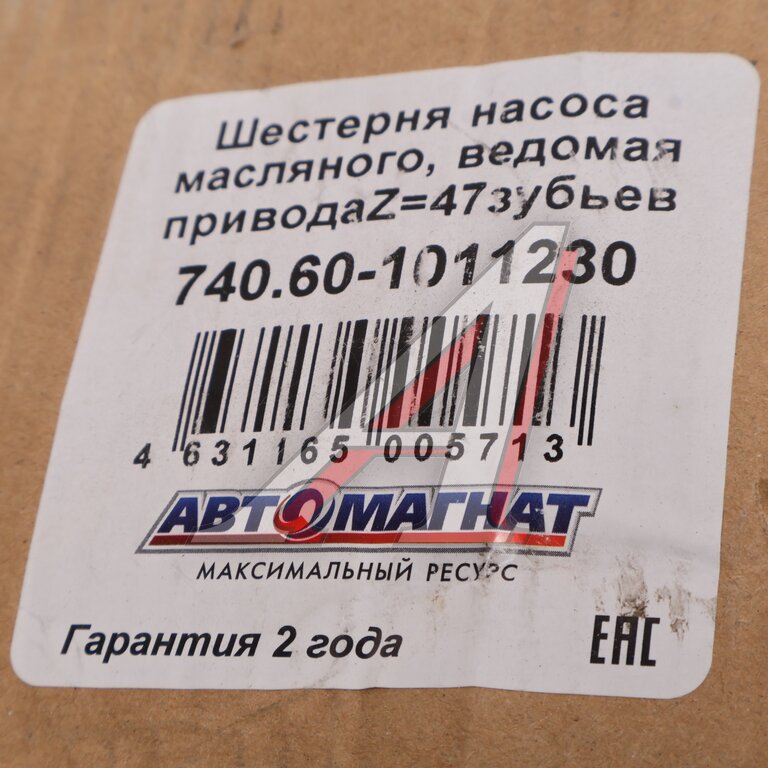 Шестерня насоса
масляного, ведомая
приводаZ=47зубьев
740.60-1011230
4 631165 005713
АВТОМАГНАТ
МАКСИМАЛЬНЫЙ РЕСУРС
Гарантия 2 года
EAC